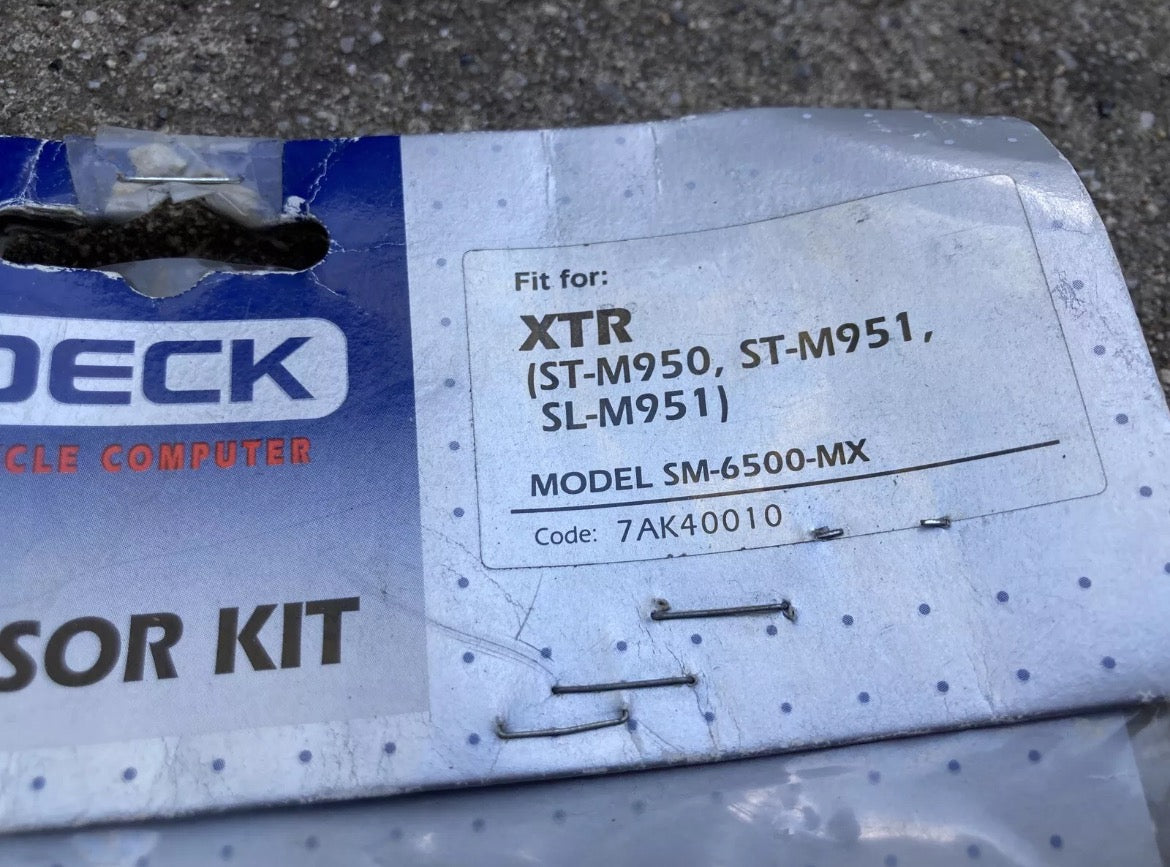 DECK
CLE COMPUTER
SOR KIT
Fit for:
XTR
(ST-M950, ST-M951,
SL-M951)
MODEL SM-6500-MX
Code: 7AK40010